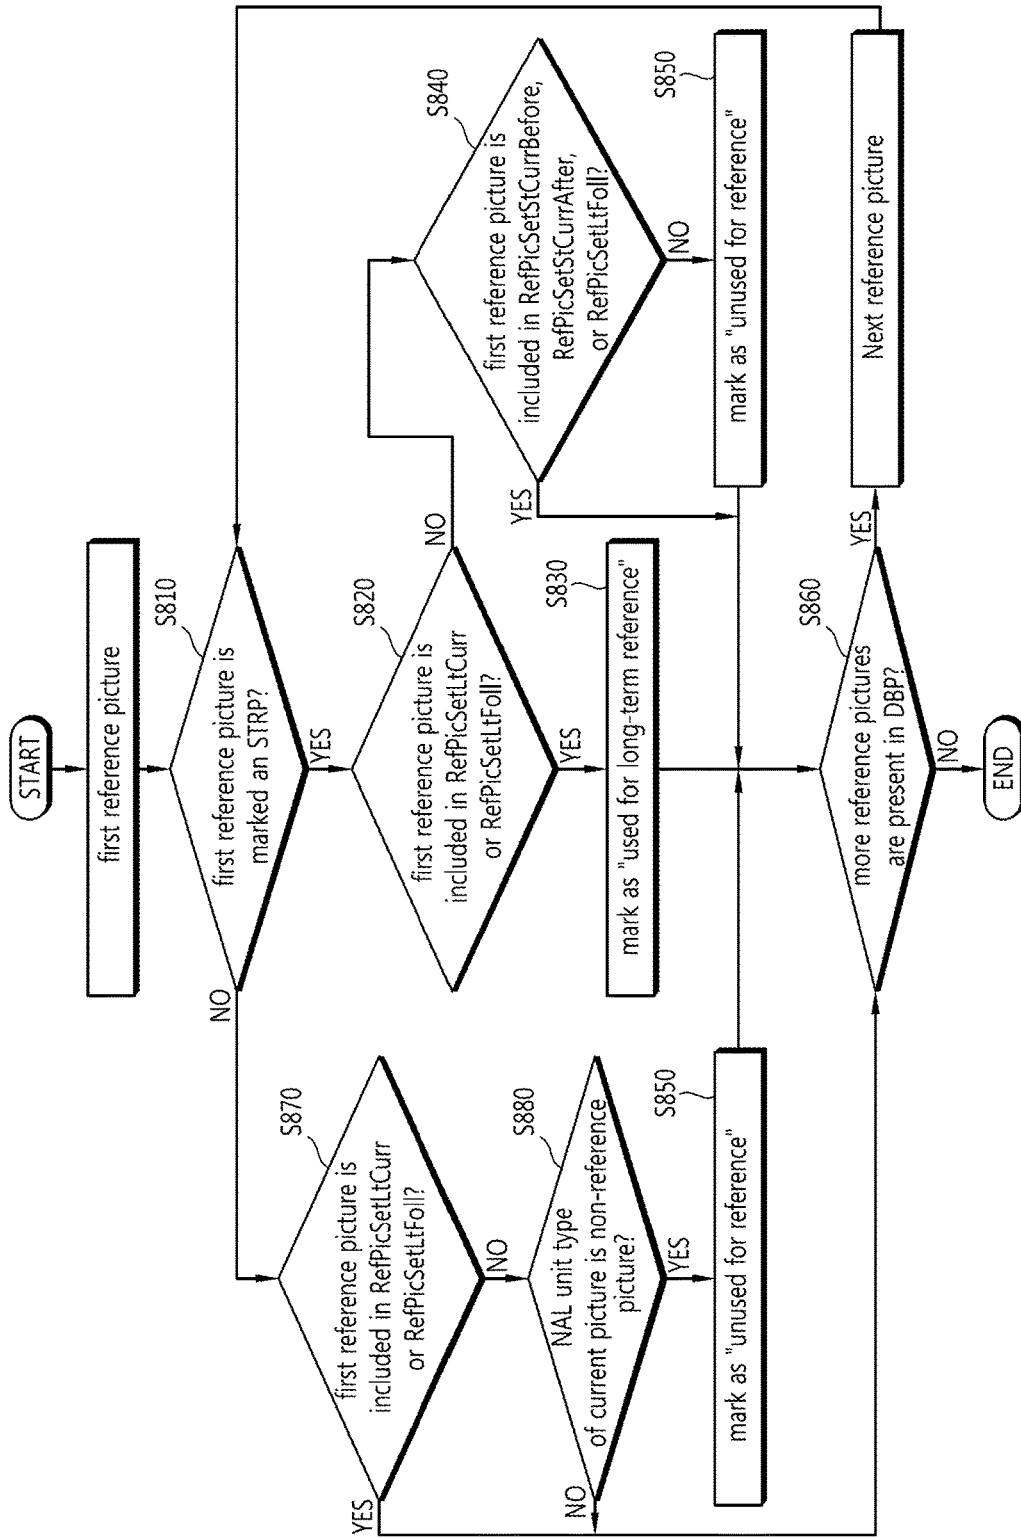 START
first reference picture
S810
first reference picture is
marked an STRP?
NO
YES
S820
first reference picture is
included in RefPicSetLtCurr
or RefPicSetLtFoll?
NO
YES
S830
mark as "used for long-term reference"
S840
first reference picture is
included in RefPicSetStCurrBefore,
RefPicSetStCurrAfter,
or RefPicSetLtFoll?
YES
NO
S850
mark as "unused for reference"
S870
first reference picture is
included in RefPicSetLtCurr
or RefPicSetLtFoll?
YES
NO
S880
NAL unit type
of current picture is non-reference
picture?
NO
YES
S850
mark as "unused for reference"
S860
more reference pictures
are present in DBP?
YES
NO
Next reference picture
END